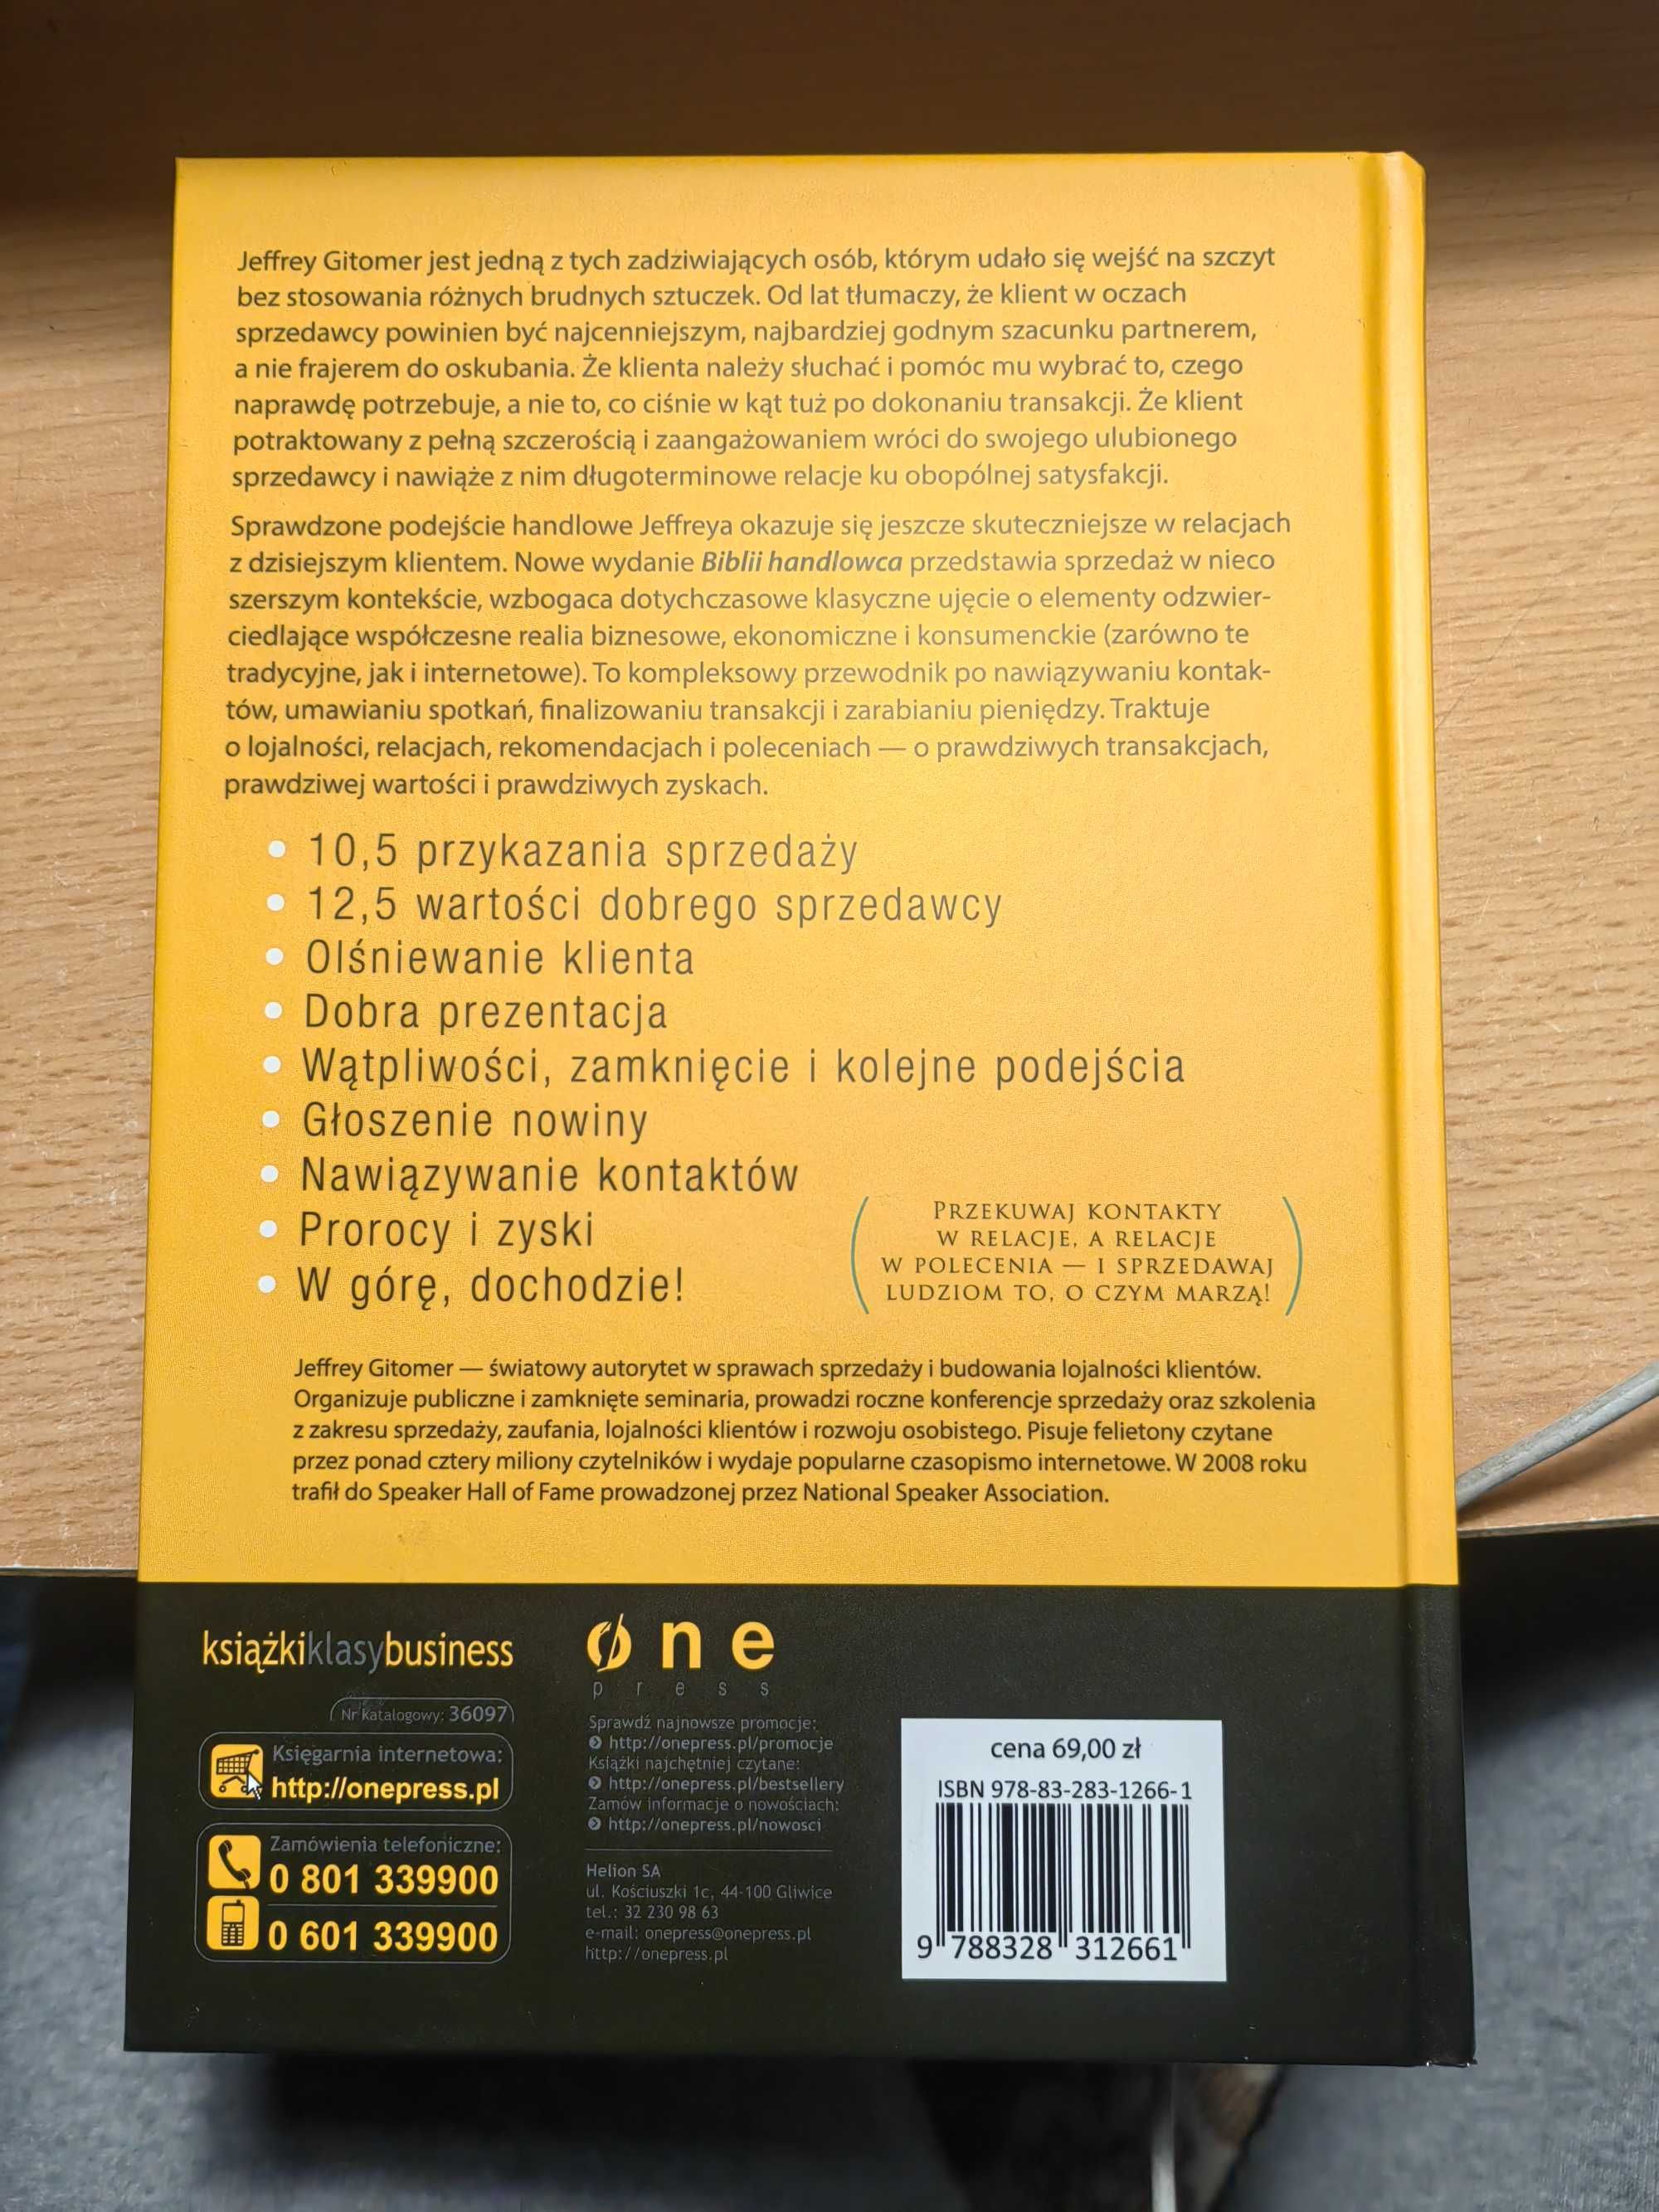 Jeffrey Gitomer jest jedną z tych zadziwiających osób, którym udało się wejść na szczyt
bez stosowania różnych brudnych sztuczek. Od lat tłumaczy, że klient w oczach
sprzedawcy powinien być najcenniejszym, najbardziej godnym szacunku partnerem,
a nie frajerem do oskubania. Że klienta należy słuchać i pomóc mu wybrać to, czego
naprawdę potrzebuje, a nie to, co ciśnie w kąt tuż po dokonaniu transakcji. Że klient
potraktowany z pełną szczerością i zaangażowaniem wróci do swojego ulubionego
sprzedawcy i nawiąże z nim długoterminowe relacje ku obopólnej satysfakcji.
Sprawdzone podejście handlowe Jeffreya okazuje się jeszcze skuteczniejsze w relacjach
z dzisiejszym klientem. Nowe wydanie Biblii handlowca przedstawia sprzedaż w nieco
szerszym kontekście, wzbogaca dotychczasowe klasyczne ujęcie o elementy odzwier-
ciedlające współczesne realia biznesowe, ekonomiczne i konsumenckie (zarówno te
tradycyjne, jak i internetowe). To kompleksowy przewodnik po nawiązywaniu kontak-
tów, umawianiu spotkań, finalizowaniu transakcji i zarabianiu pieniędzy. Traktuje
o lojalności, relacjach, rekomendacjach i poleceniach — o prawdziwych transakcjach,
prawdziwej wartości i prawdziwych zyskach.
• 10,5 przykazania sprzedaży
• 12,5 wartości dobrego sprzedawcy
• Olśniewanie klienta
• Dobra prezentacja
• Wątpliwości, zamknięcie i kolejne podejścia
• Głoszenie nowiny
• Nawiązywanie kontaktów
• Prorocy i zyski
• W górę, dochodzie!
PRZEKUWAJ KONTAKTY
W RELACJE, A RELACJE
W POLECENIA — I SPRZEDAWAJ
LUDZIOM TO, O CZYM MARZĄ!
Jeffrey Gitomer — światowy autorytet w sprawach sprzedaży i budowania lojalności klientów.
Organizuje publiczne i zamknięte seminaria, prowadzi roczne konferencje sprzedaży oraz szkolenia
z zakresu sprzedaży, zaufania, lojalności klientów i rozwoju osobistego. Pisuje felietony czytane
przez ponad cztery miliony czytelników i wydaje popularne czasopismo internetowe. W 2008 roku
trafił do Speaker Hall of Fame prowadzonej przez National Speaker Association.
książkiklasybusiness
Nr katalogowy: 36097
Księgarnia internetowa:
http://onepress.pl
Zamówienia telefoniczne:
0 801 339900
0 601 339900
one
press
Sprawdź najnowsze promocje:
http://onepress.pl/promocje
Książki najchętniej czytane:
http://onepress.pl/bestsellery
Zamów informacje o nowościach:
http://onepress.pl/nowosci
Helion SA
ul. Kościuszki 1c, 44-100 Gliwice
tel.: 32 230 98 63
e-mail: onepress@onepress.pl
http://onepress.pl
cena 69,00 zł
ISBN 978-83-283-1266-1
9 788328 312661